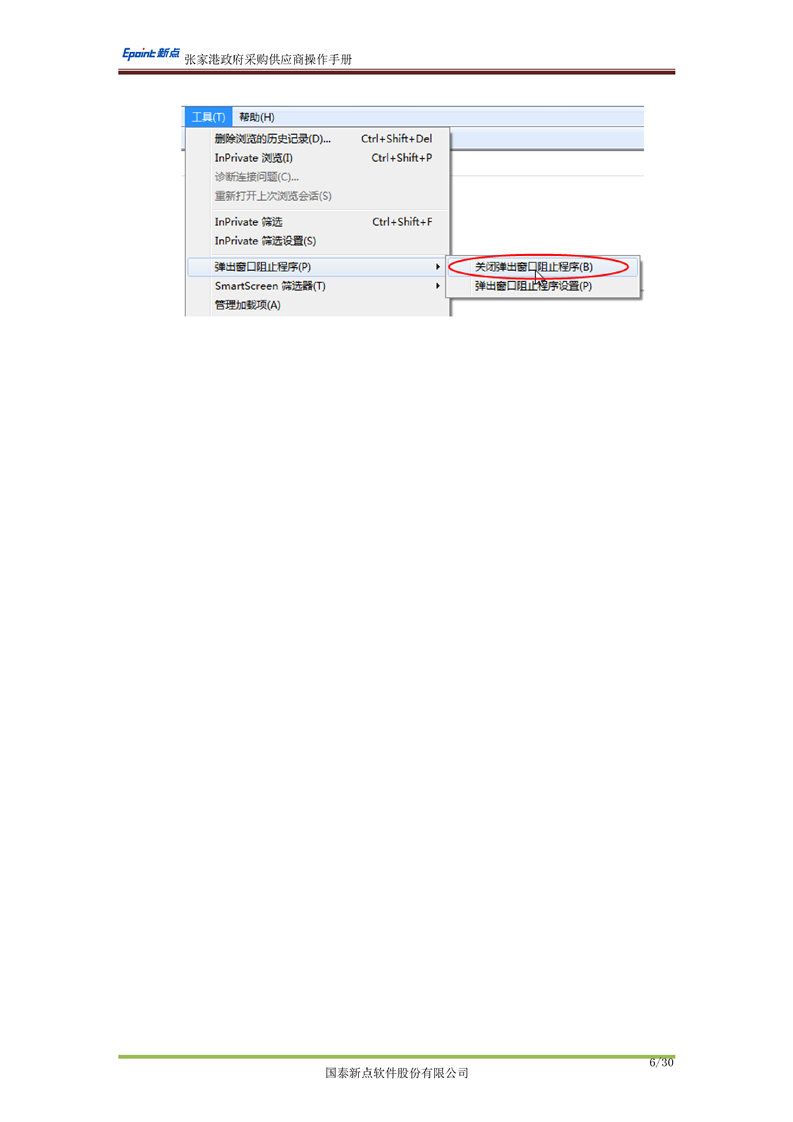 Epoint新点 张家港政府采购供应商操作手册
工具(T) 帮助(H)
删除浏览的历史记录(D)... Ctrl+Shift+Del
InPrivate 浏览(I) Ctrl+Shift+P
诊断连接问题(C)...
重新打开上次浏览会话(S)
InPrivate 筛选 Ctrl+Shift+F
InPrivate 筛选设置(S)
弹出窗口阻止程序(P) 关闭弹出窗口阻止程序(B)
SmartScreen 筛选器(T) 弹出窗口阻止程序设置(P)
管理加载项(A)
6/30
国泰新点软件股份有限公司